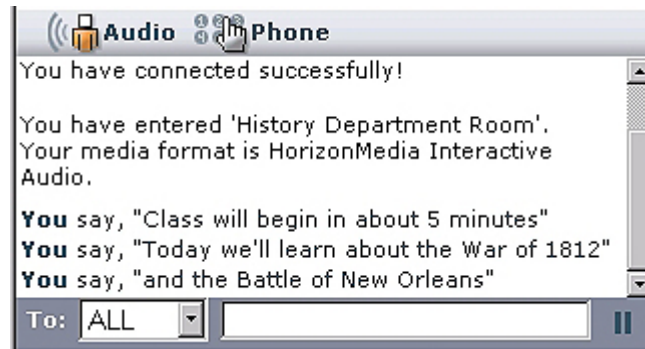 Audio Phone
You have connected successfully!
You have entered 'History Department Room'.
Your media format is HorizonMedia Interactive
Audio.
You say, "Class will begin in about 5 minutes"
You say, "Today we'll learn about the War of 1812"
You say, "and the Battle of New Orleans"
To: ALL